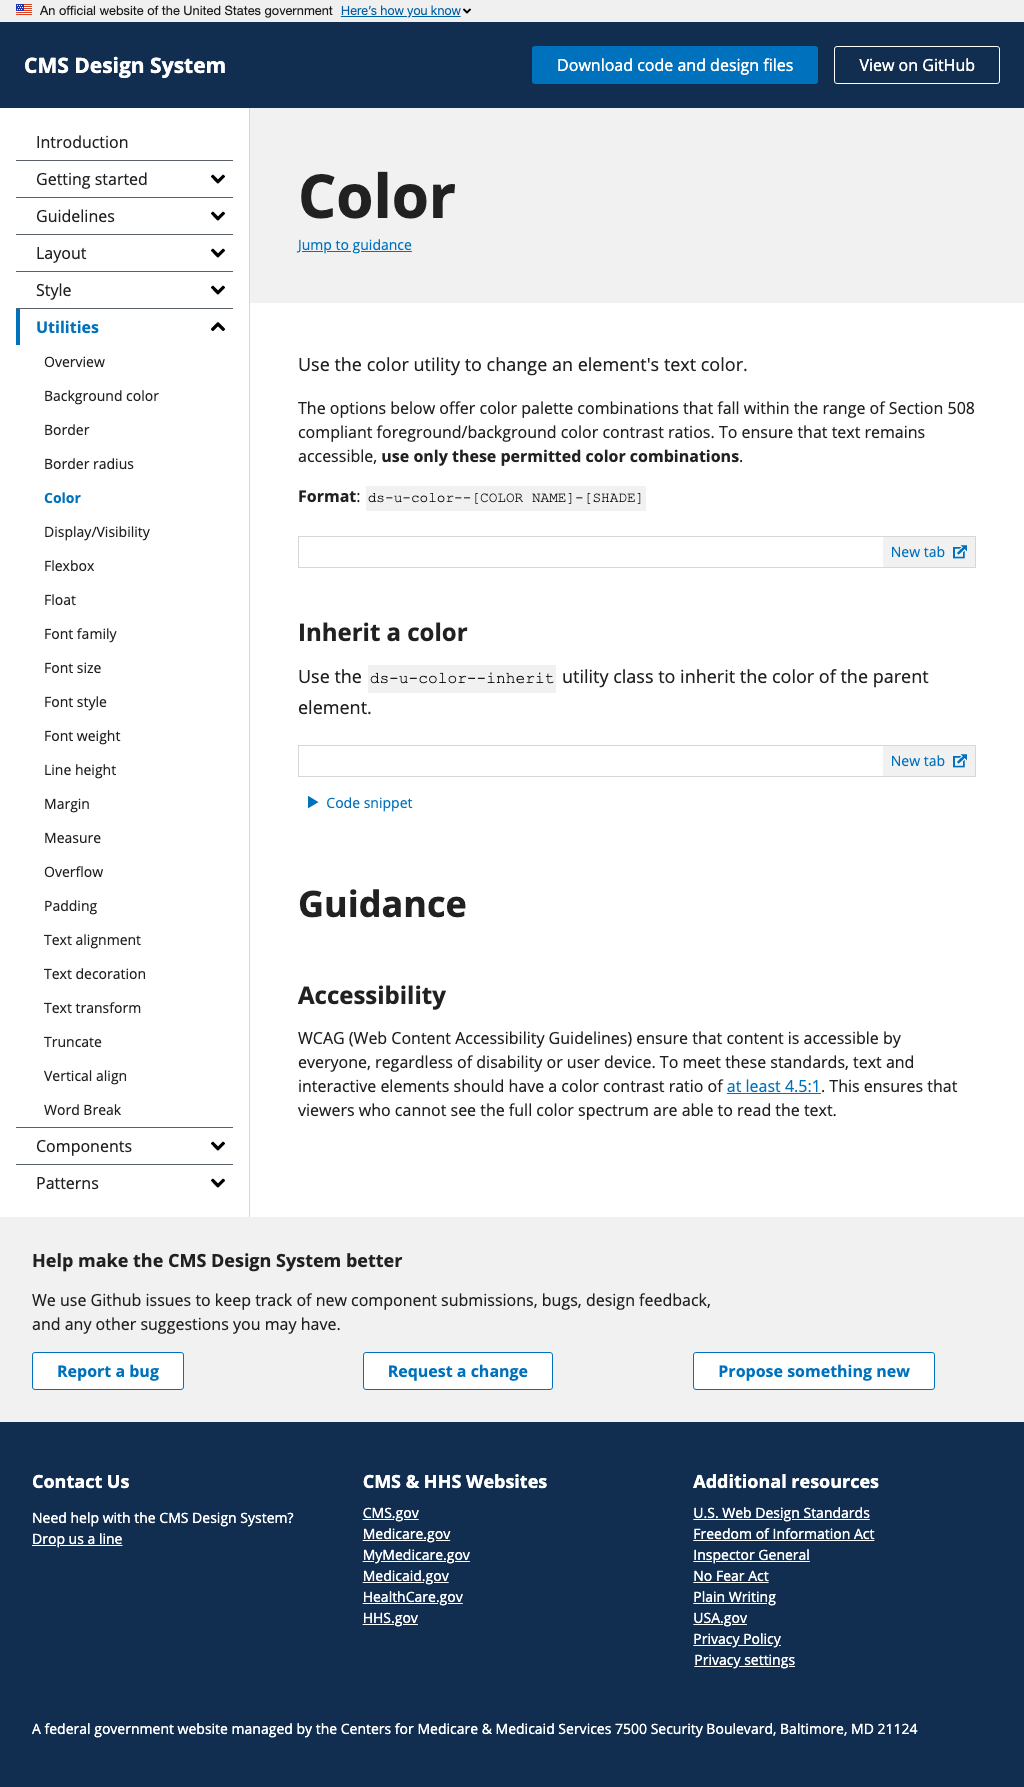 An official website of the United States government Here's how you know
CMS Design System
Download code and design files
View on GitHub
Introduction
Getting started
Guidelines
Layout
Style
Utilities
Overview
Background color
Border
Border radius
Color
Display/Visibility
Flexbox
Float
Font family
Font size
Font style
Font weight
Line height
Margin
Measure
Overflow
Padding
Text alignment
Text decoration
Text transform
Truncate
Vertical align
Word Break
Components
Patterns
Color
Jump to guidance
Use the color utility to change an element's text color.
The options below offer color palette combinations that fall within the range of Section 508
compliant foreground/background color contrast ratios. To ensure that text remains
accessible, use only these permitted color combinations.
Format: ds-u-color--[COLOR NAME]-[SHADE]
New tab
Inherit a color
Use the ds-u-color--inherit utility class to inherit the color of the parent
element.
New tab
Code snippet
Guidance
Accessibility
WCAG (Web Content Accessibility Guidelines) ensure that content is accessible by
everyone, regardless of disability or user device. To meet these standards, text and
interactive elements should have a color contrast ratio of at least 4.5:1. This ensures that
viewers who cannot see the full color spectrum are able to read the text.
Help make the CMS Design System better
We use Github issues to keep track of new component submissions, bugs, design feedback,
and any other suggestions you may have.
Report a bug
Request a change
Propose something new
Contact Us
Need help with the CMS Design System?
Drop us a line
CMS & HHS Websites
CMS.gov
Medicare.gov
MyMedicare.gov
Medicaid.gov
HealthCare.gov
HHS.gov
Additional resources
U.S. Web Design Standards
Freedom of Information Act
Inspector General
No Fear Act
Plain Writing
USA.gov
Privacy Policy
Privacy settings
A federal government website managed by the Centers for Medicare & Medicaid Services 7500 Security Boulevard, Baltimore, MD 21124